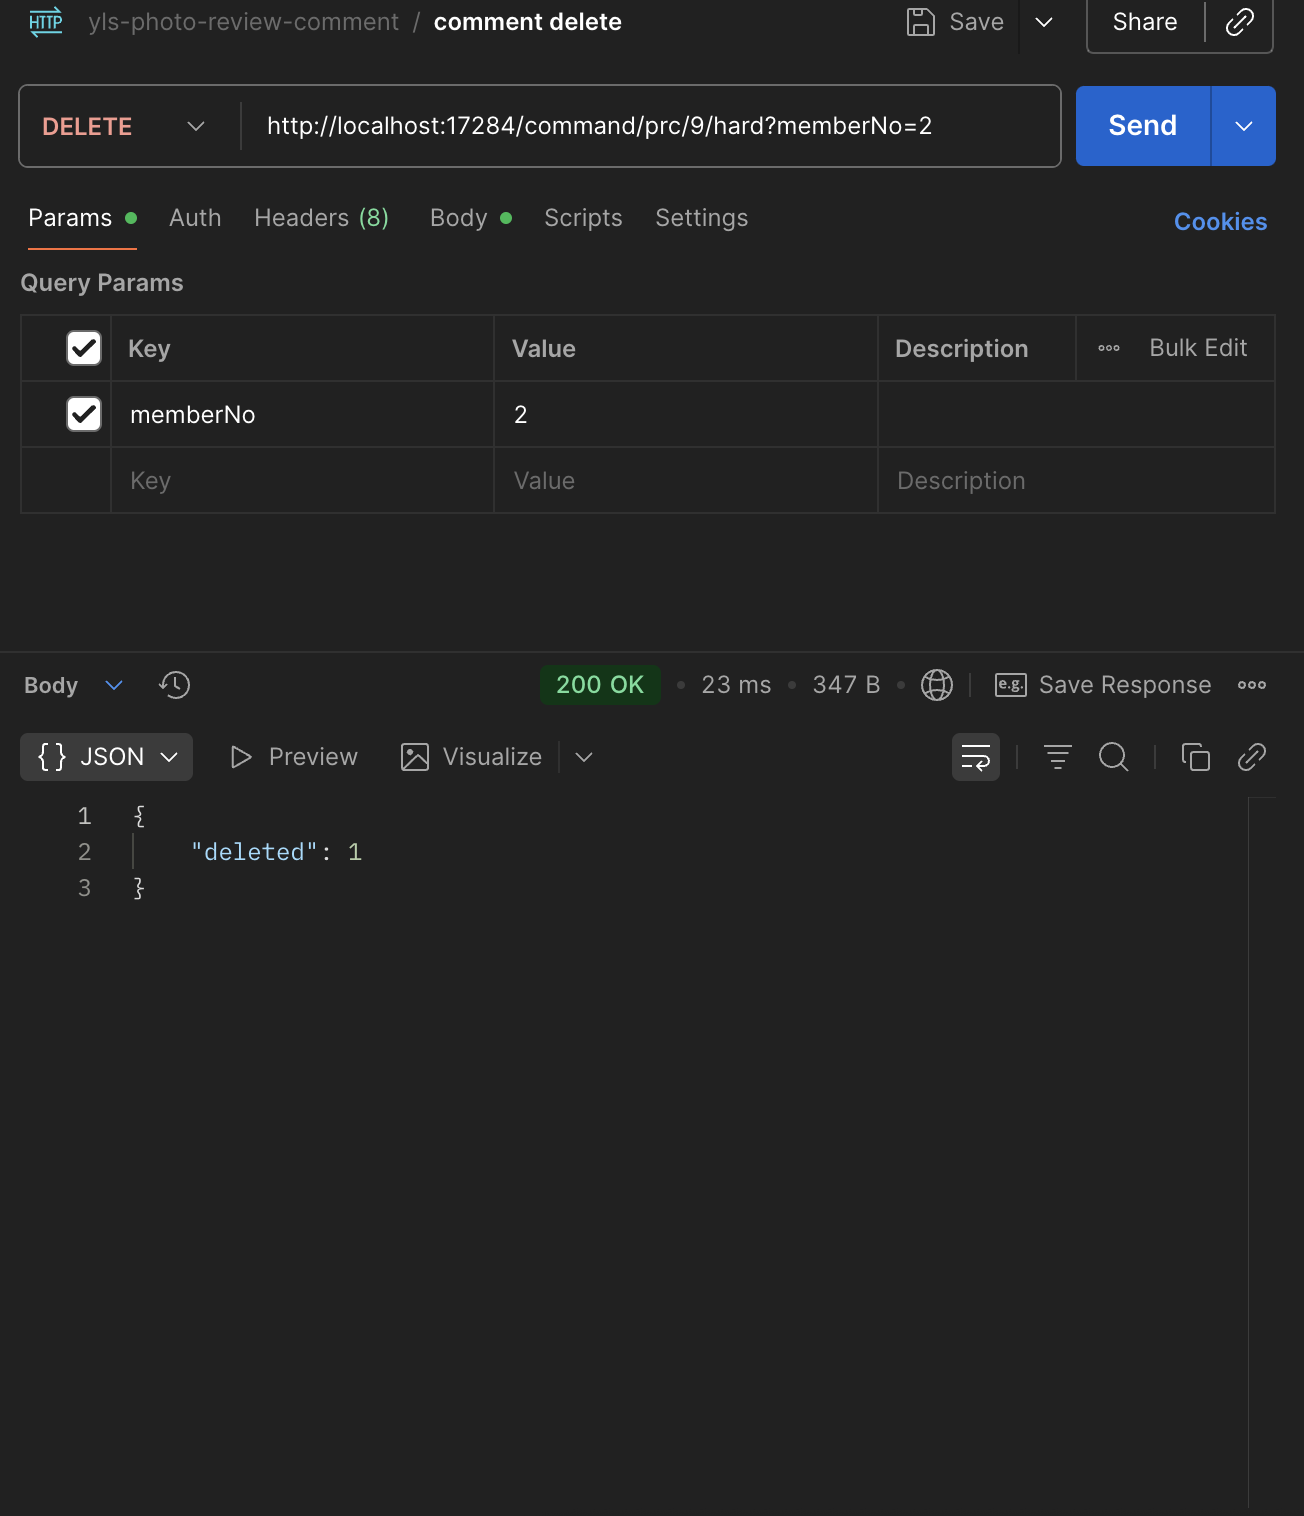 HTTP yls-photo-review-comment / comment delete Save Share
DELETE http://localhost:17284/command/prc/9/hard?memberNo=2 Send
Params Auth Headers (8) Body Scripts Settings Cookies
Query Params
Key Value Description Bulk Edit
memberNo 2
Key Value Description
Body 200 OK • 23 ms • 347 B • e.g. Save Response
{} JSON Preview Visualize
1 {
2 "deleted": 1
3 }